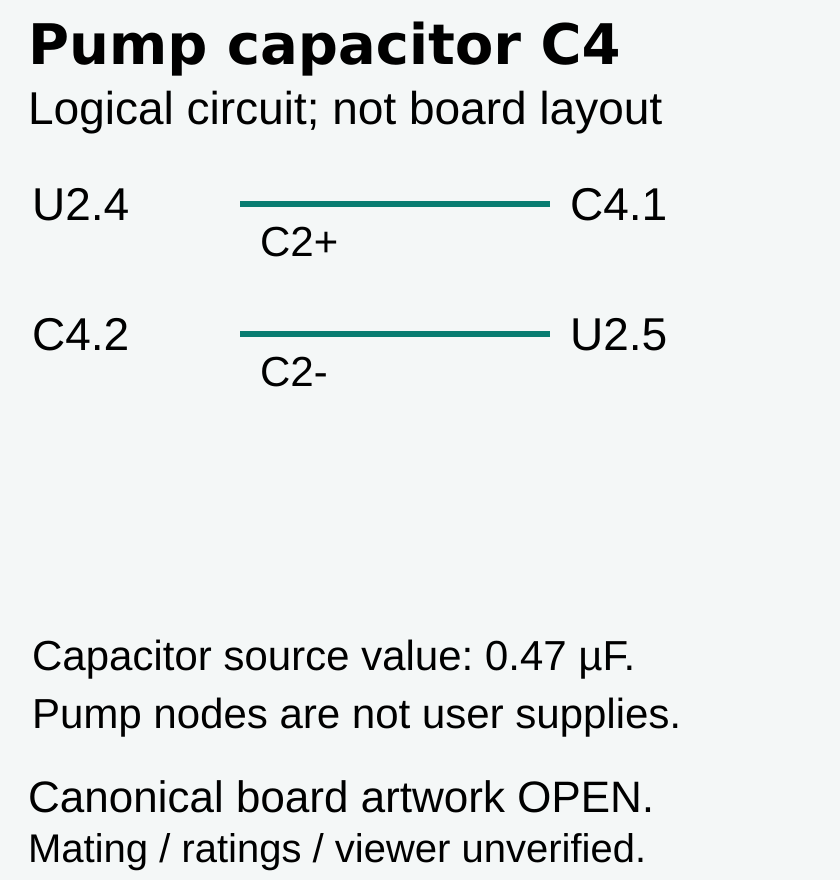 Pump capacitor C4
Logical circuit; not board layout
U2.4 C4.1
C2+
C4.2 U2.5
C2-
Capacitor source value: 0.47 µF.
Pump nodes are not user supplies.
Canonical board artwork OPEN.
Mating / ratings / viewer unverified.